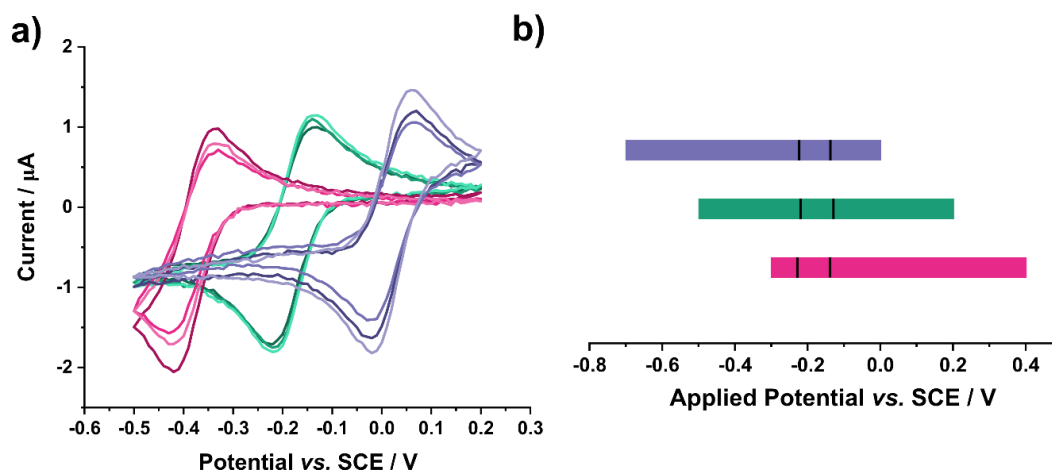 a)
2
1
0
-1
-2
Current / µA
-0.6 -0.5 -0.4 -0.3 -0.2 -0.1 0.0 0.1 0.2 0.3
Potential vs. SCE / V
b)
-0.8 -0.6 -0.4 -0.2 0.0 0.2 0.4
Applied Potential vs. SCE / V